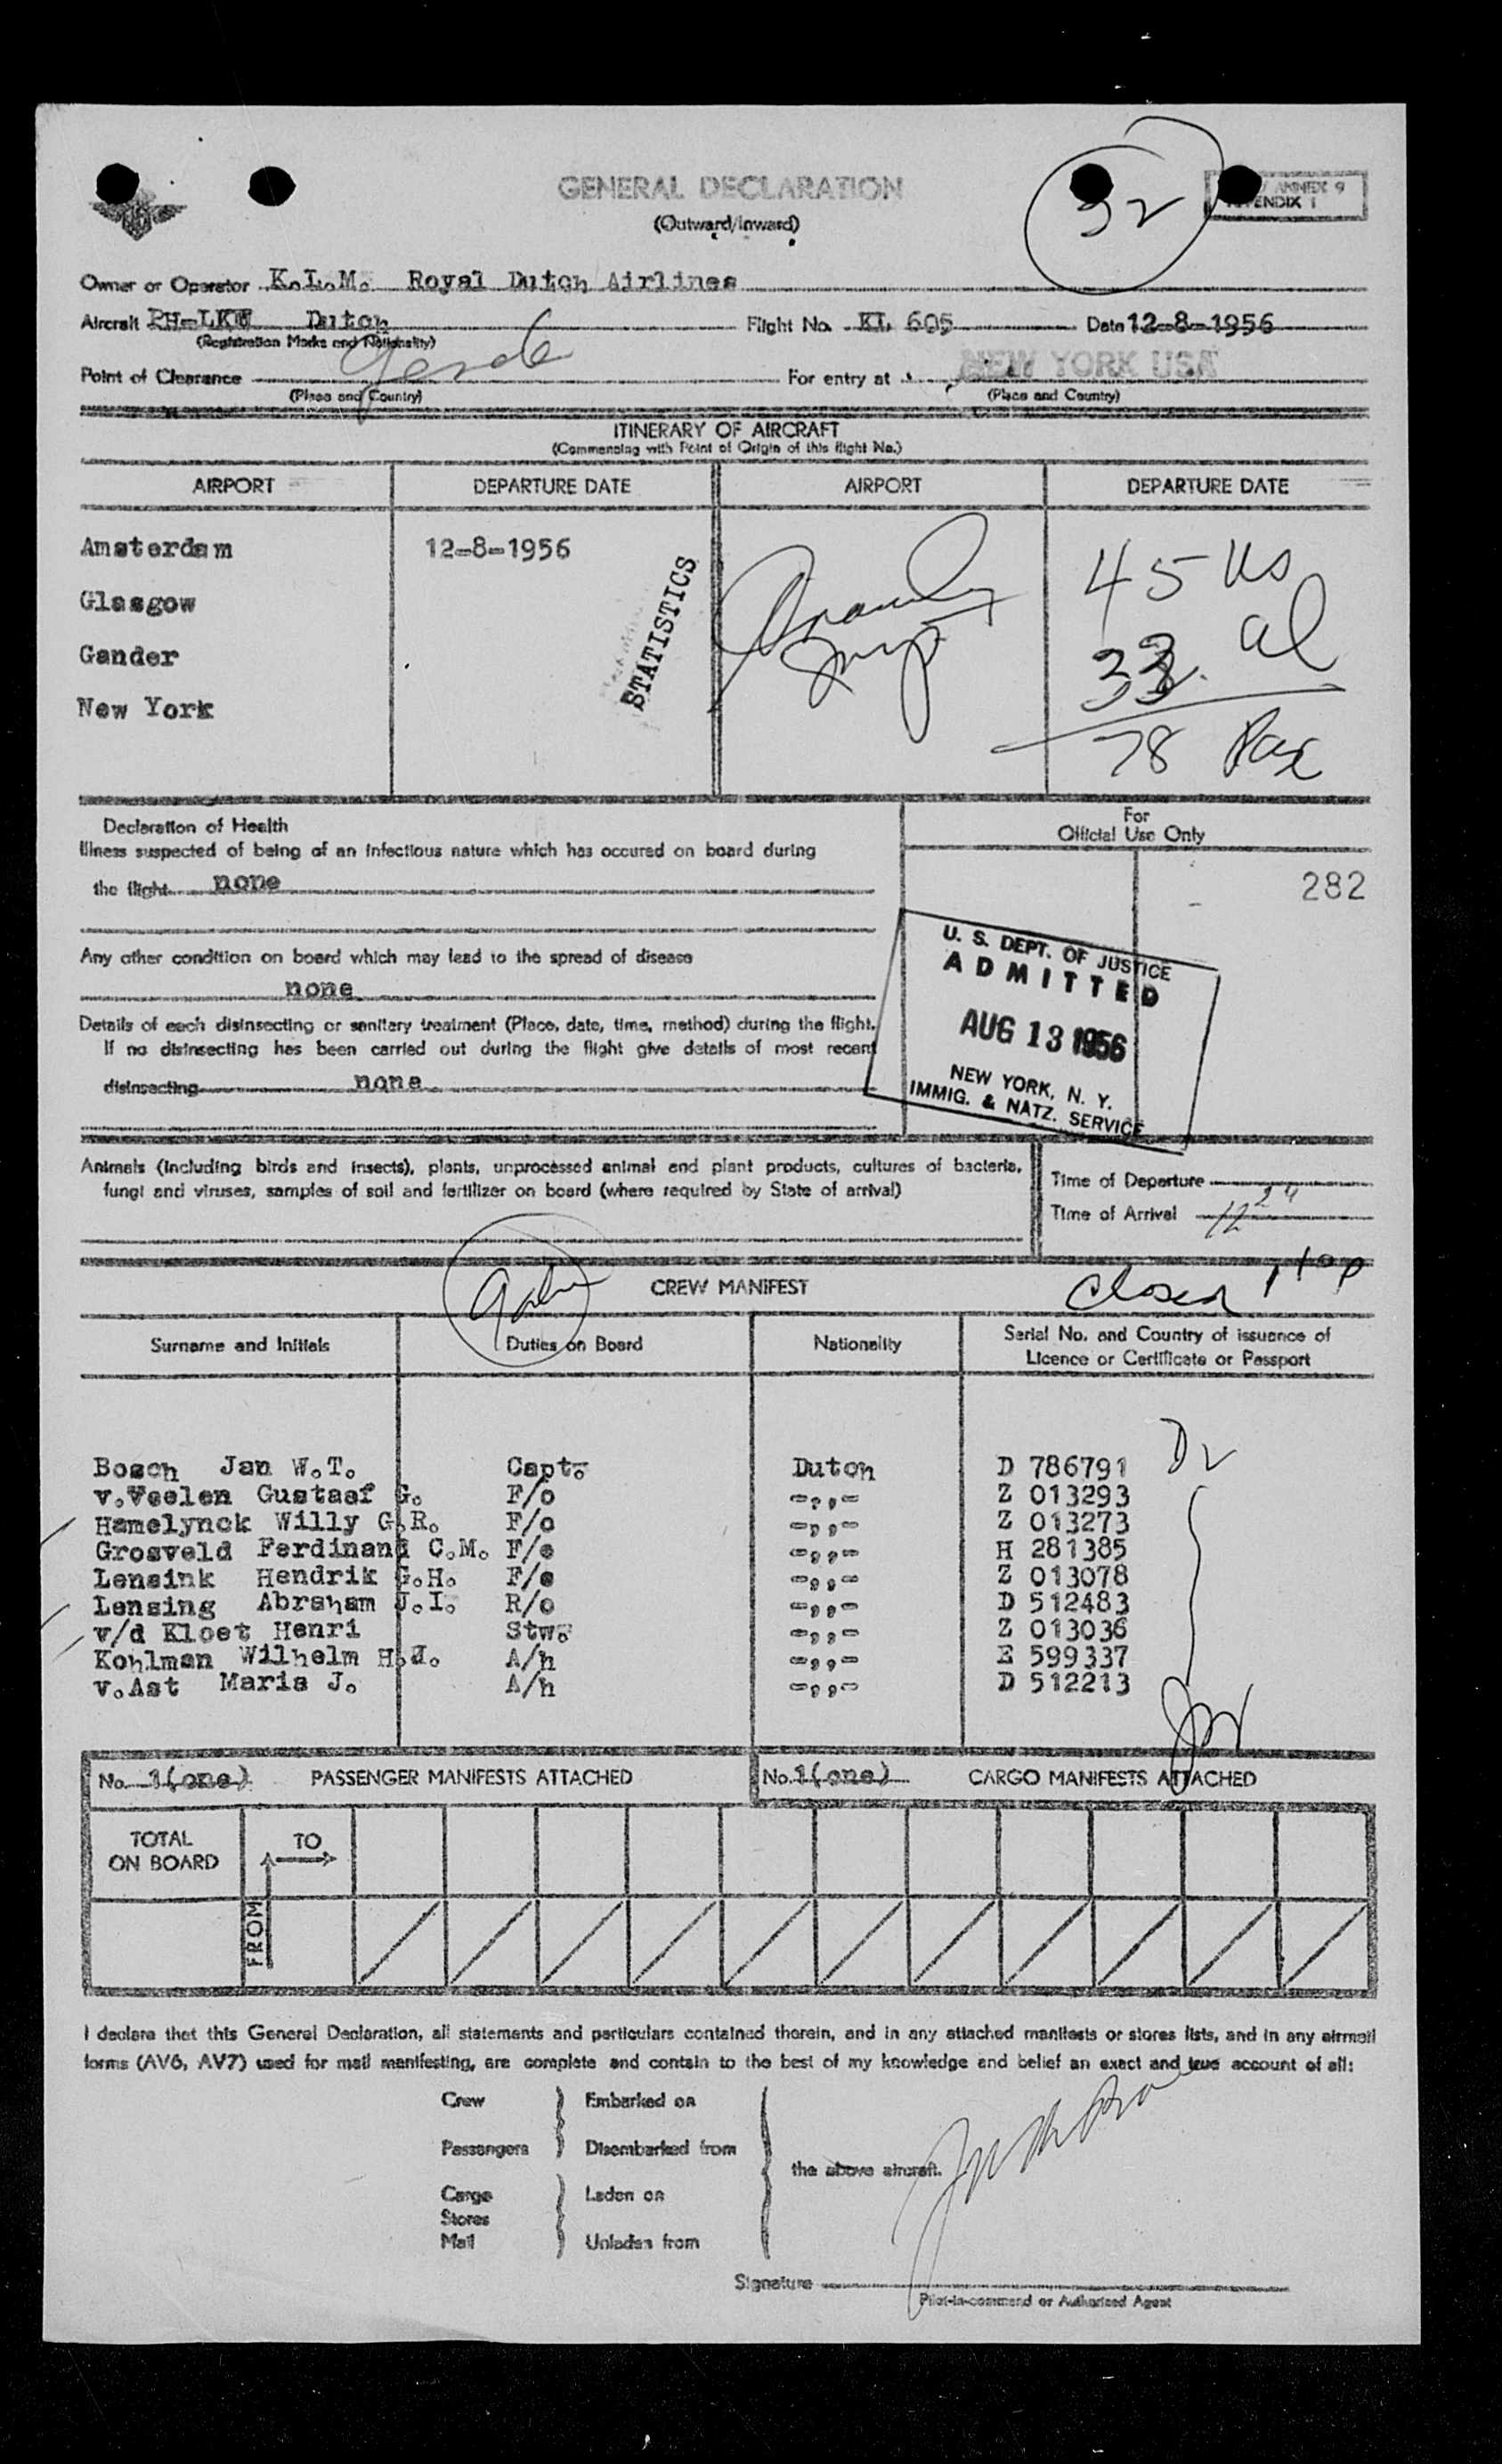 GENERAL DECLARATION
(Outward/Inward)
32
ANNEX 9
APPENDIX 1
Owner or Operator K.L.M. Royal Dutch Airlines
Aircraft PH-LKW Dutch Flight No. KL 605 Date 12-8-1956
(Registration Marks and Nationality)
Point of Clearance For entry at NEW YORK USA
(Place and Country) (Place and Country)
ITINERARY OF AIRCRAFT
(Commencing with Point of Origin of this flight No.)
AIRPORT DEPARTURE DATE AIRPORT DEPARTURE DATE
Amsterdam 12-8-1956
Glasgow
Gander
New York
STATISTICS
45 US
33 al
78 Pax
Declaration of Health
Illness suspected of being of an infectious nature which has occured on board during
the flight none
Any other condition on board which may lead to the spread of disease
none
Details of each disinsecting or sanitary treatment (Place, date, time, method) during the flight.
If no disinsecting has been carried out during the flight give details of most recent
disinsecting none
For
Official Use Only
282
U. S. DEPT. OF JUSTICE
ADMITTED
AUG 13 1956
NEW YORK, N. Y.
IMMIG. & NATZ. SERVICE
Animals (including birds and insects), plants, unprocessed animal and plant products, cultures of bacteria,
fungi and viruses, samples of soil and fertilizer on board (where required by State of arrival)
Time of Departure
Time of Arrival 12 24
CREW MANIFEST closed
Surname and Initials Duties on Board Nationality Serial No. and Country of issuance of
Licence or Certificate or Passport
Bosch Jan W.T. Capt. Dutch D 786791
v.Veelen Gustaaf G. F/o -,,- Z 013293
Hamelynck Willy G.R. F/o -,,- Z 013273
Grosveld Ferdinand C.M. F/e -,,- H 281385
Lensink Hendrik G.H. F/e -,,- Z 013078
Lensing Abraham J.I. R/o -,,- D 512483
v/d Kloet Henri Stw. -,,- Z 013036
Kohlman Wilhelm H.J. A/h -,,- E 599337
v.Ast Maria J. A/h -,,- D 512213
No. 1(one) PASSENGER MANIFESTS ATTACHED No. 1(one) CARGO MANIFESTS ATTACHED
TOTAL
ON BOARD
TO
FROM
I declare that this General Declaration, all statements and particulars contained therein, and in any attached manifests or stores lists, and in any airmail
forms (AV6, AV7) used for mail manifesting, are complete and contain to the best of my knowledge and belief an exact and true account of all:
Crew Embarked on
Passengers Disembarked from
the above aircraft.
Cargo Laden on
Stores
Mail Unladen from
Signature
Pilot-in-command or Authorised Agent